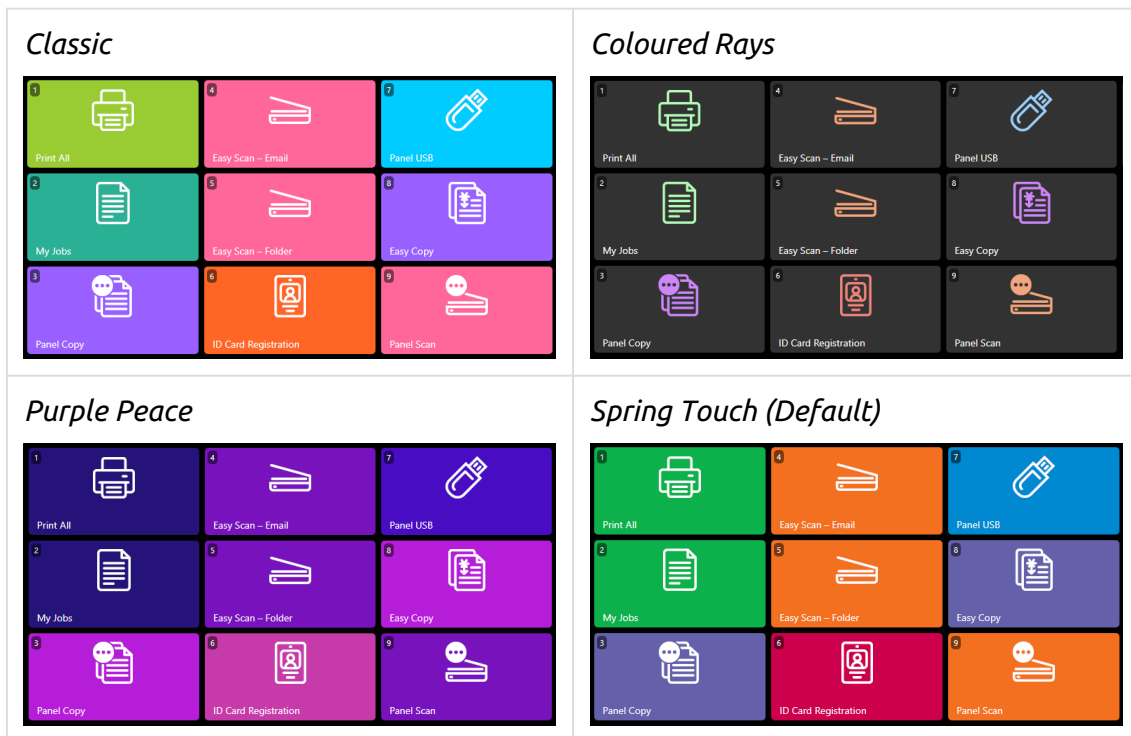 Classic
1
4
7
Print All
Easy Scan – Email
Panel USB
2
5
8
My Jobs
Easy Scan – Folder
Easy Copy
3
6
9
Panel Copy
ID Card Registration
Panel Scan
Coloured Rays
1
4
7
Print All
Easy Scan – Email
Panel USB
2
5
8
My Jobs
Easy Scan – Folder
Easy Copy
3
6
9
Panel Copy
ID Card Registration
Panel Scan
Purple Peace
1
4
7
Print All
Easy Scan – Email
Panel USB
2
5
8
My Jobs
Easy Scan – Folder
Easy Copy
3
6
9
Panel Copy
ID Card Registration
Panel Scan
Spring Touch (Default)
1
4
7
Print All
Easy Scan – Email
Panel USB
2
5
8
My Jobs
Easy Scan – Folder
Easy Copy
3
6
9
Panel Copy
ID Card Registration
Panel Scan